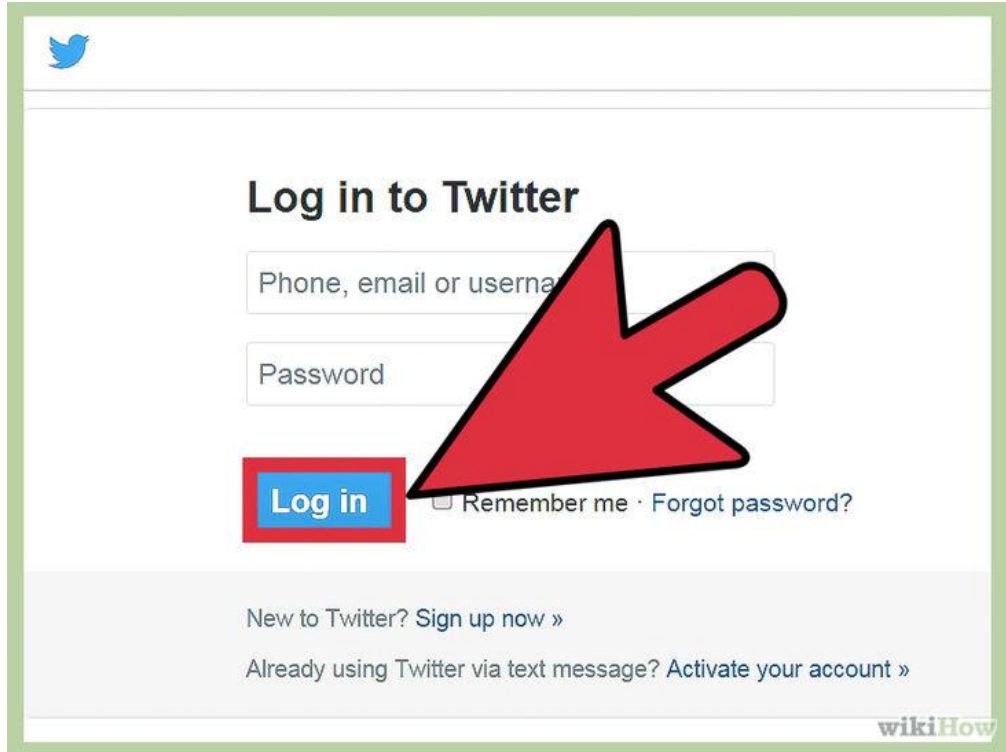 Log in to Twitter
Phone, email or userna
Password
Log in
Remember me · Forgot password?
New to Twitter? Sign up now »
Already using Twitter via text message? Activate your account »
wikiHow